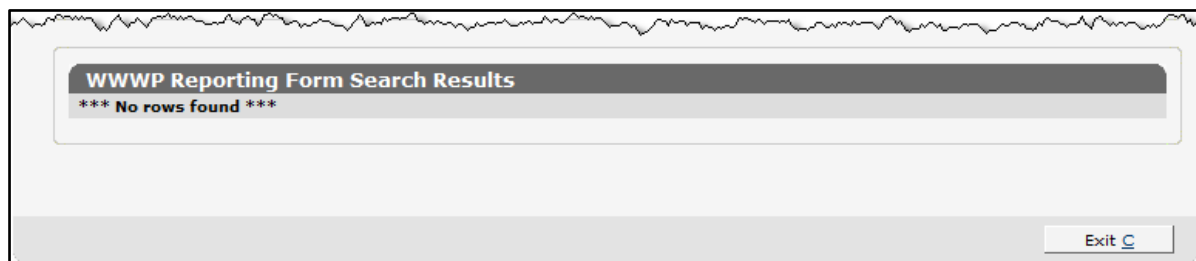 WWWP Reporting Form Search Results
*** No rows found ***
Exit C